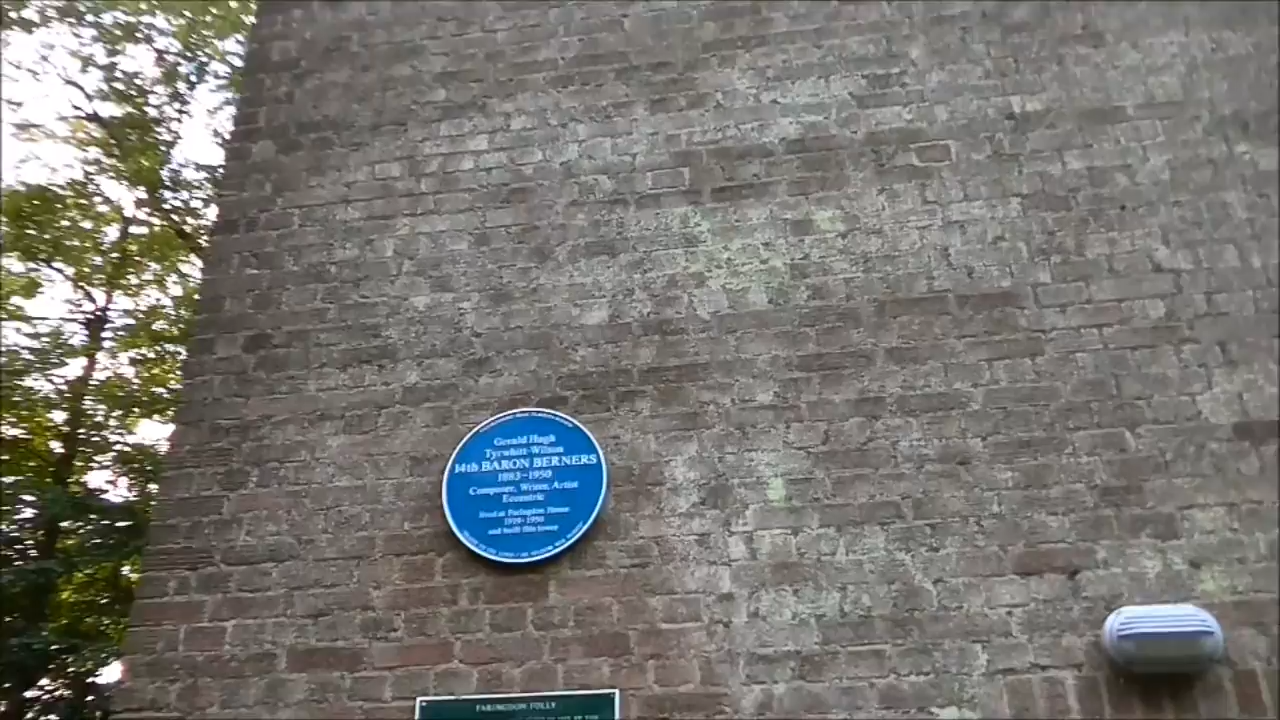 Gerald Hugh
Tyrwhitt-Wilson
14th BARON BERNERS
1883-1950
Composer, Writer, Artist
Eccentric
lived at Faringdon House
1919-1950
and built this tower
FARINGDON FOLLY